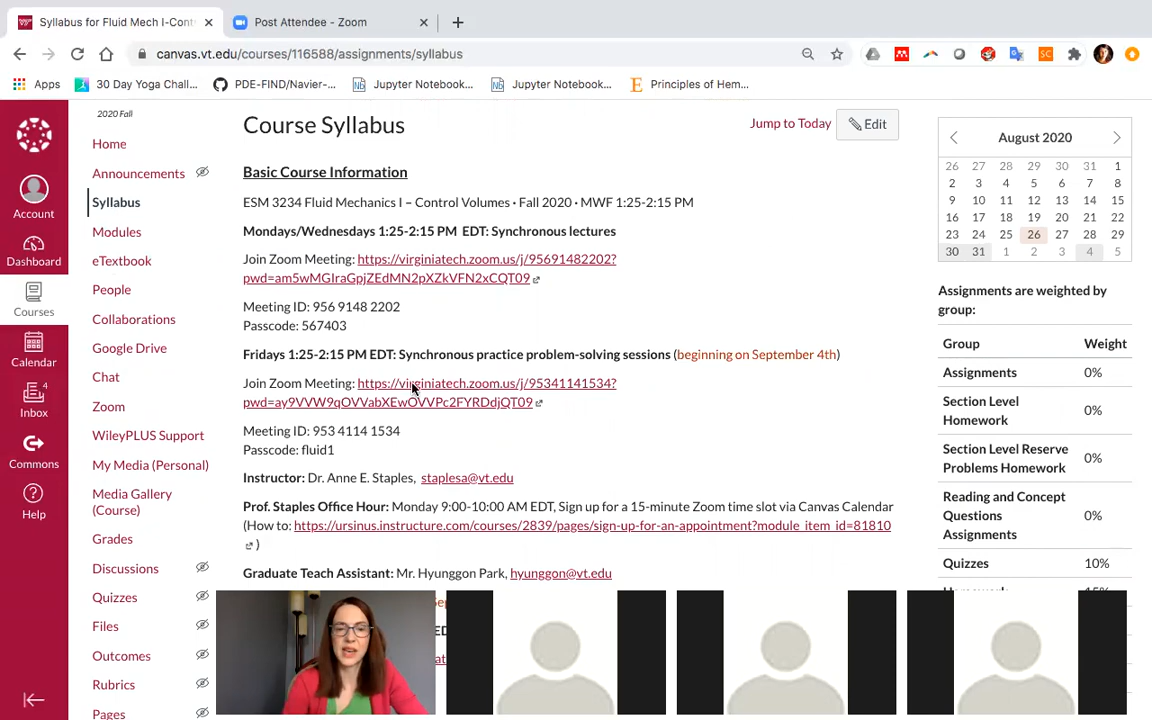 Syllabus for Fluid Mech I-Cont
Post Attendee - Zoom
canvas.vt.edu/courses/116588/assignments/syllabus
Apps
30 Day Yoga Chall...
PDE-FIND/Navier-...
Jupyter Notebook...
Jupyter Notebook...
Principles of Hem...
Account
Dashboard
Courses
Calendar
4
Inbox
Commons
Help
2020 Fall
Home
Announcements
Syllabus
Modules
eTextbook
People
Collaborations
Google Drive
Chat
Zoom
WileyPLUS Support
My Media (Personal)
Media Gallery
(Course)
Grades
Discussions
Quizzes
Files
Outcomes
Rubrics
Pages
Course Syllabus
Jump to Today
Edit
Basic Course Information
ESM 3234 Fluid Mechanics I – Control Volumes · Fall 2020 · MWF 1:25-2:15 PM
Mondays/Wednesdays 1:25-2:15 PM EDT: Synchronous lectures
Join Zoom Meeting: https://virginiatech.zoom.us/j/95691482202?
pwd=am5wMGIraGpjZEdMN2pXZkVFN2xCQT09
Meeting ID: 956 9148 2202
Passcode: 567403
Fridays 1:25-2:15 PM EDT: Synchronous practice problem-solving sessions (beginning on September 4th)
Join Zoom Meeting: https://virginiatech.zoom.us/j/95341141534?
pwd=ay9VVW9qOVVabXEwOVVPc2FYRDdjQT09
Meeting ID: 953 4114 1534
Passcode: fluid1
Instructor: Dr. Anne E. Staples, staplesa@vt.edu
Prof. Staples Office Hour: Monday 9:00-10:00 AM EDT, Sign up for a 15-minute Zoom time slot via Canvas Calendar
(How to: https://ursinus.instructure.com/courses/2839/pages/sign-up-for-an-appointment?module_item_id=81810
)
Graduate Teach Assistant: Mr. Hyunggon Park, hyunggon@vt.edu
August 2020
26 27 28 29 30 31 1
2 3 4 5 6 7 8
9 10 11 12 13 14 15
16 17 18 19 20 21 22
23 24 25 26 27 28 29
30 31 1 2 3 4 5
Assignments are weighted by
group:
Group Weight
Assignments 0%
Section Level
Homework 0%
Section Level Reserve
Problems Homework 0%
Reading and Concept
Questions 0%
Assignments
Quizzes 10%